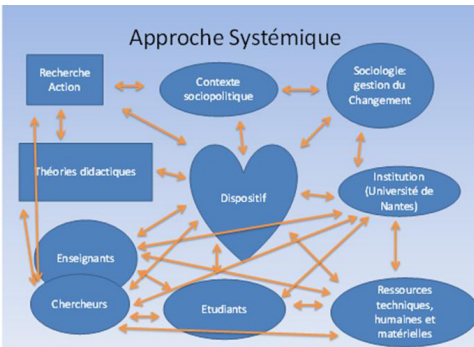 Approche Systémique
Recherche
Action
Contexte
sociopolitique
Sociologie:
gestion du
Changement
Théories didactiques
Dispositif
Institution
(Université de
Nantes)
Enseignants
Chercheurs
Etudiants
Ressources
techniques,
humaines et
matérielles